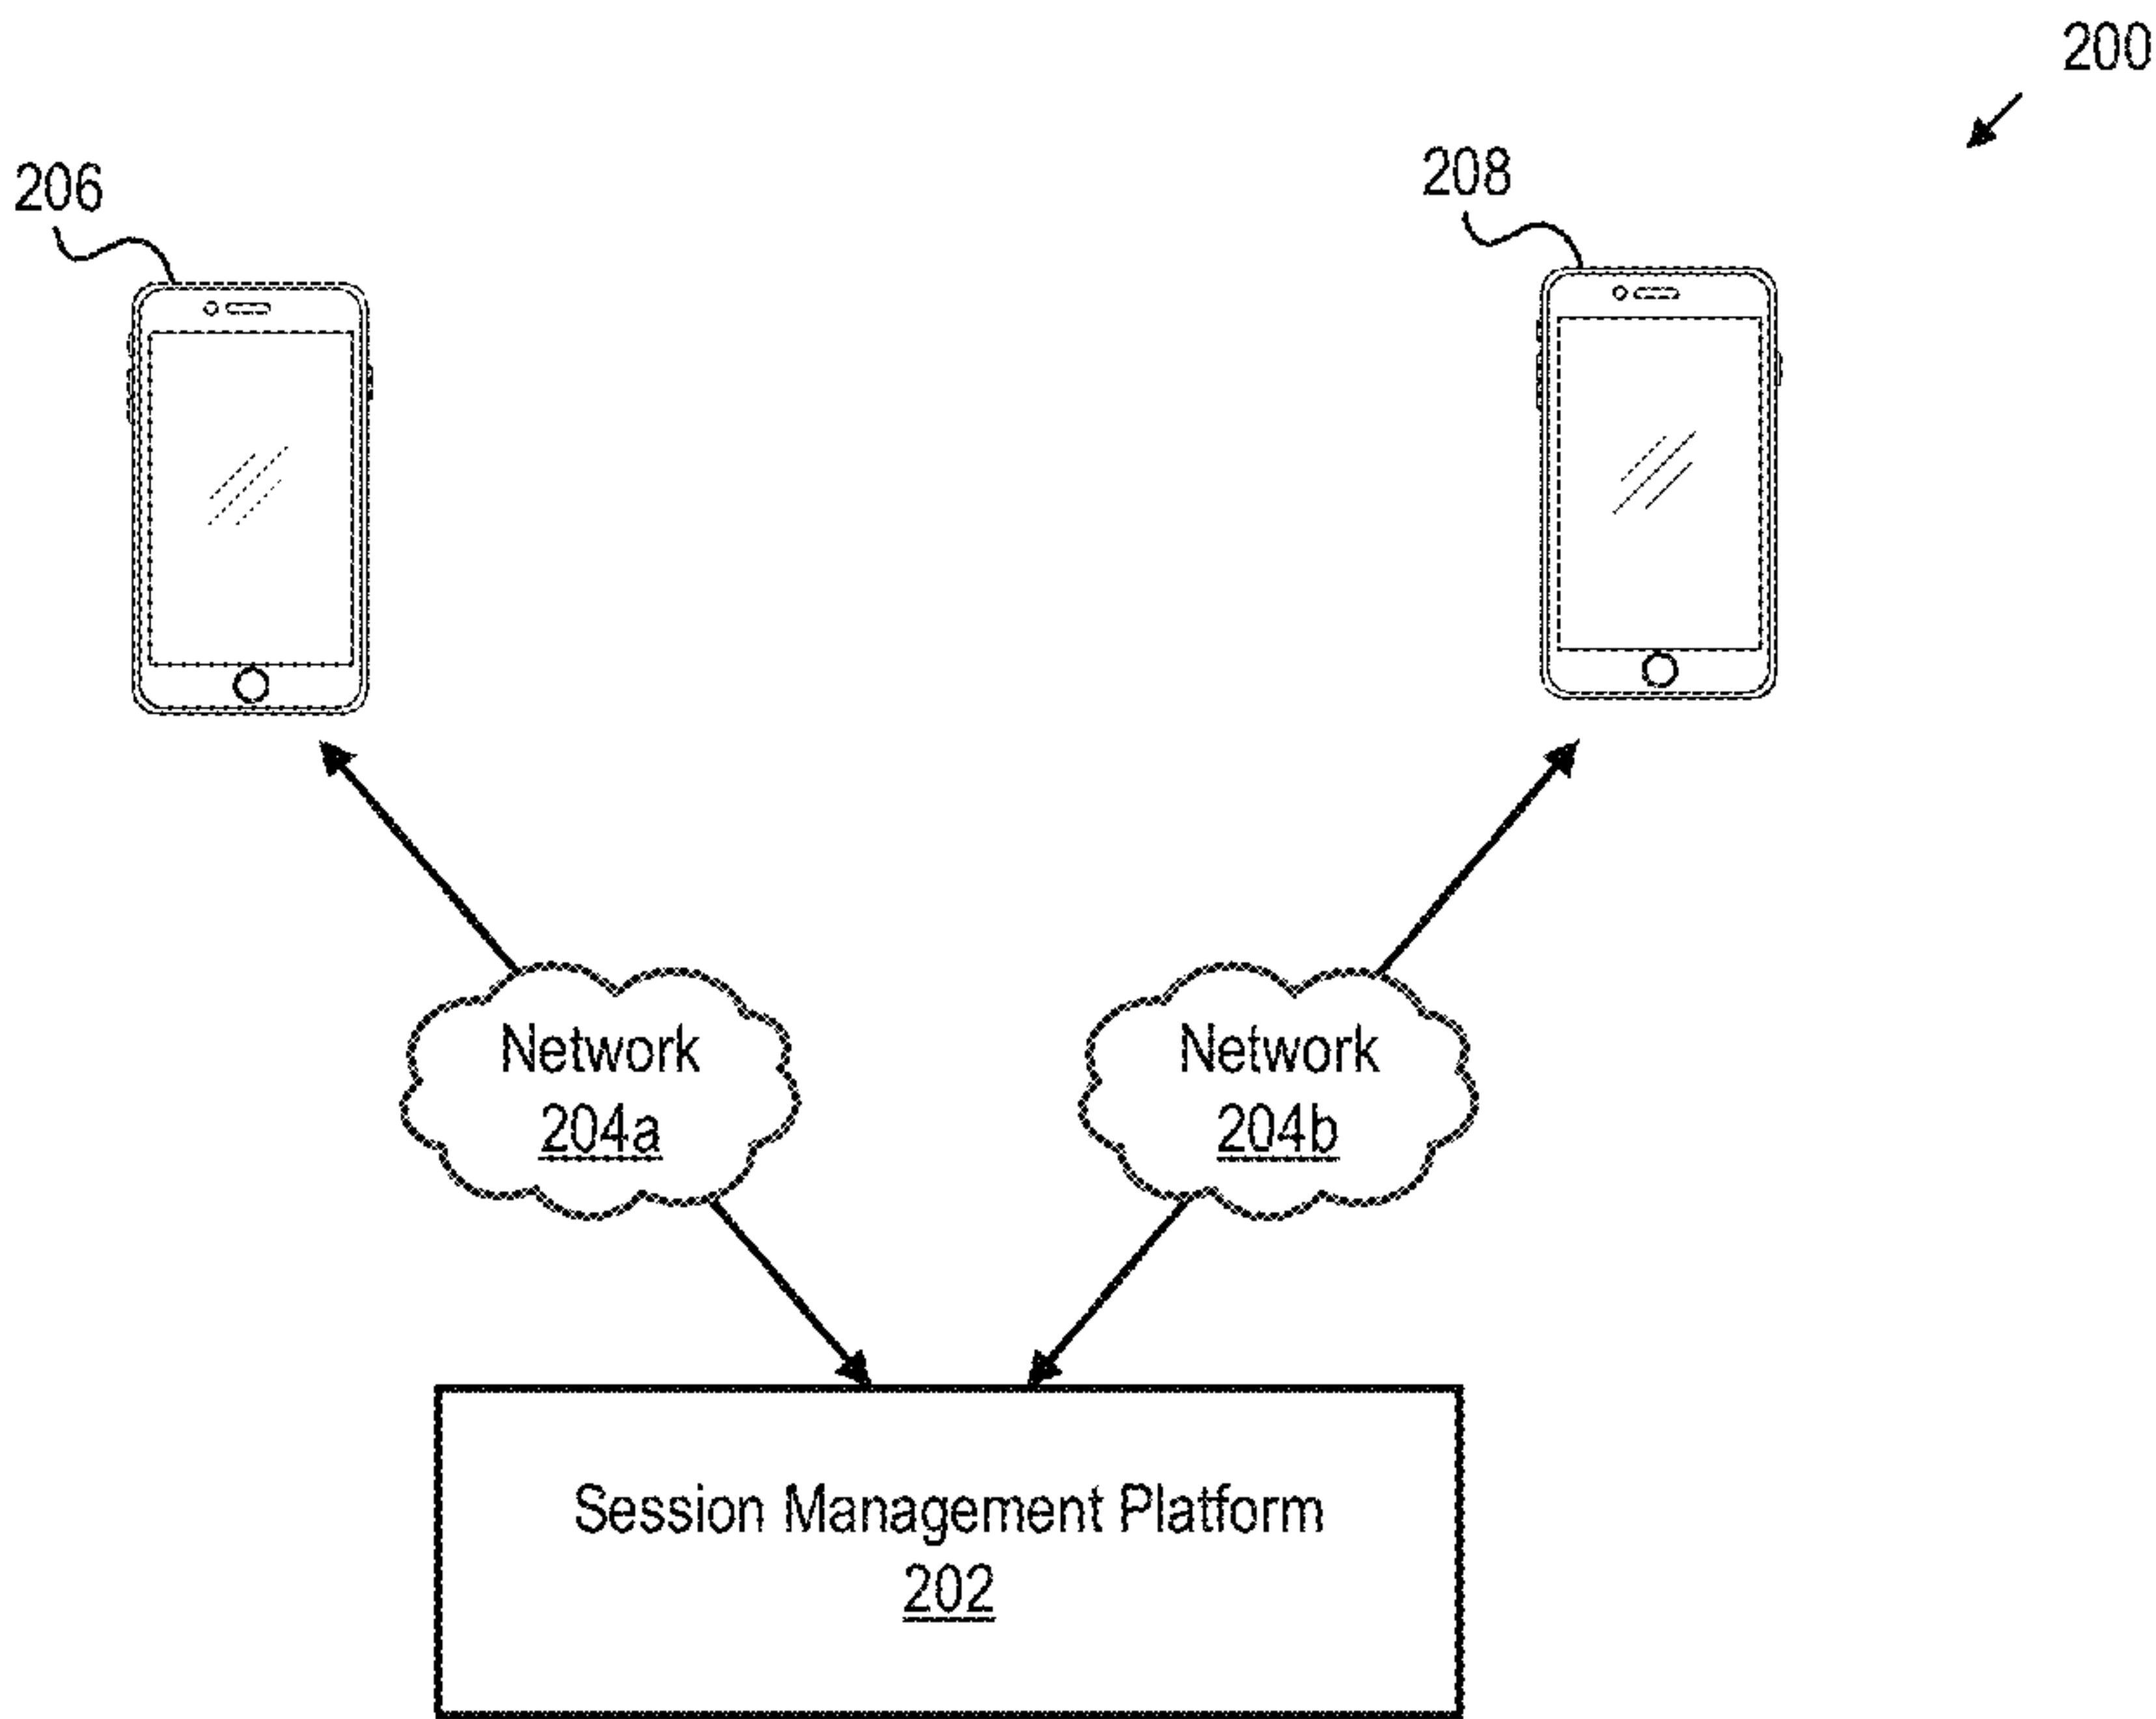 200
206
208
Network
204a
Network
204b
Session Management Platform
202